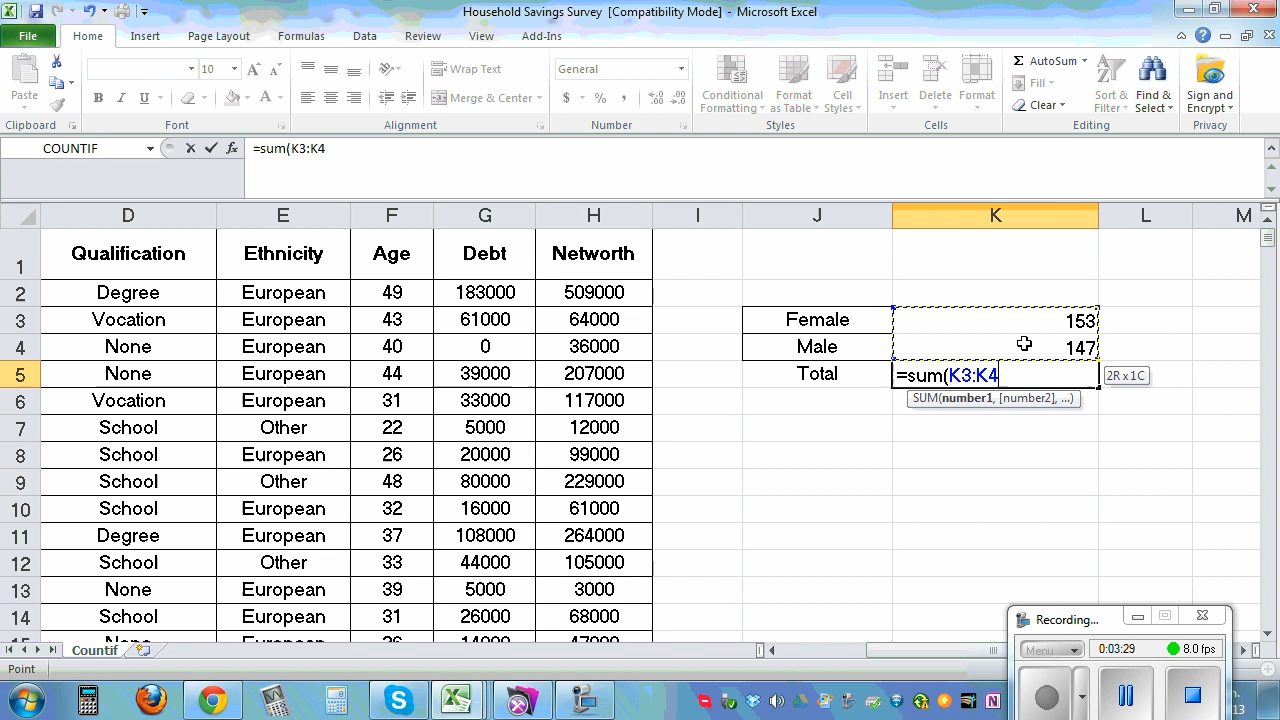 Household Savings Survey [Compatibility Mode] - Microsoft Excel
File Home Insert Page Layout Formulas Data Review View Add-Ins
Paste
10
Wrap Text
Merge & Center
General
Conditional Formatting
Format as Table
Cell Styles
Insert
Delete
Format
AutoSum
Fill
Clear
Sort & Filter
Find & Select
Sign and Encrypt
Clipboard Font Alignment Number Styles Cells Editing Privacy
COUNTIF =sum(K3:K4
D E F G H I J K L M
1 Qualification Ethnicity Age Debt Networth
2 Degree European 49 183000 509000
3 Vocation European 43 61000 64000 Female 153
4 None European 40 0 36000 Male 147
5 None European 44 39000 207000 Total =sum(K3:K4 2R x 1C
6 Vocation European 31 33000 117000 SUM(number1, [number2], ...)
7 School Other 22 5000 12000
8 School European 26 20000 99000
9 School Other 48 80000 229000
10 School European 32 16000 61000
11 Degree European 37 108000 264000
12 School Other 33 44000 105000
13 None European 39 5000 3000
14 School European 31 26000 68000
Recording...
Menu 0:03:29 8.0 fps
Countif
Point